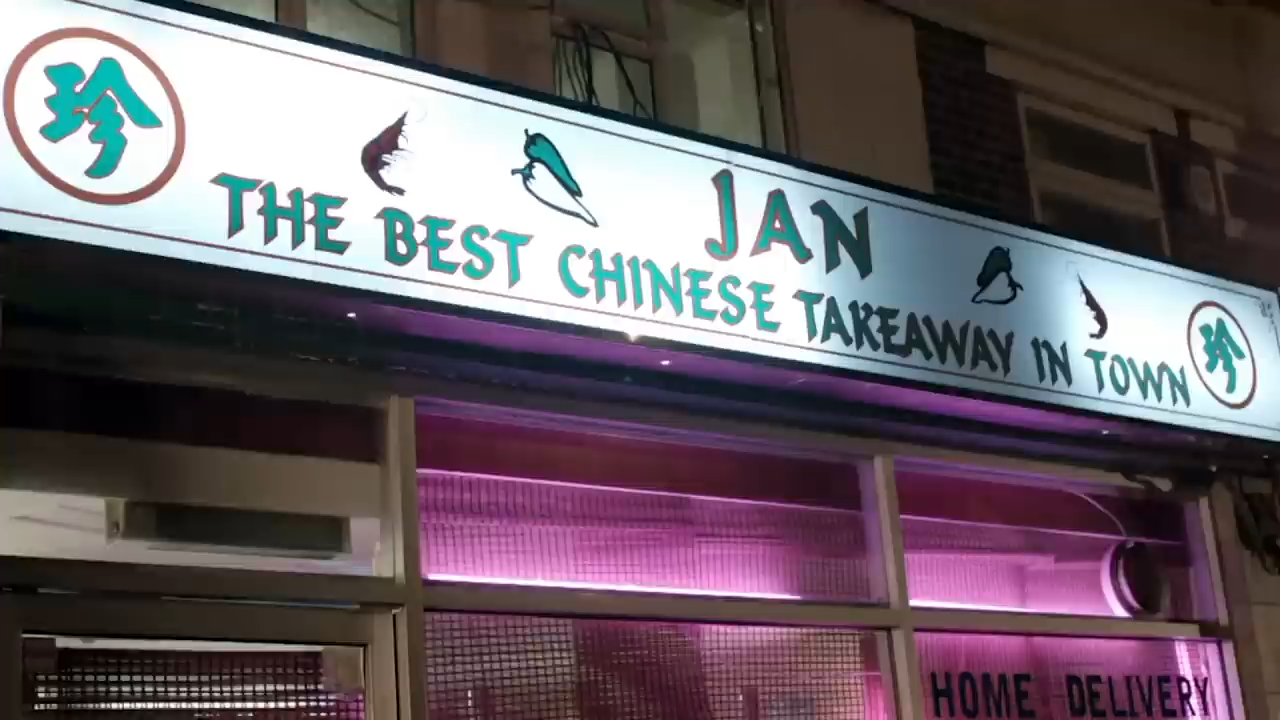 珍
JAN
THE BEST CHINESE TAKEAWAY IN TOWN
珍
HOME DELIVERY